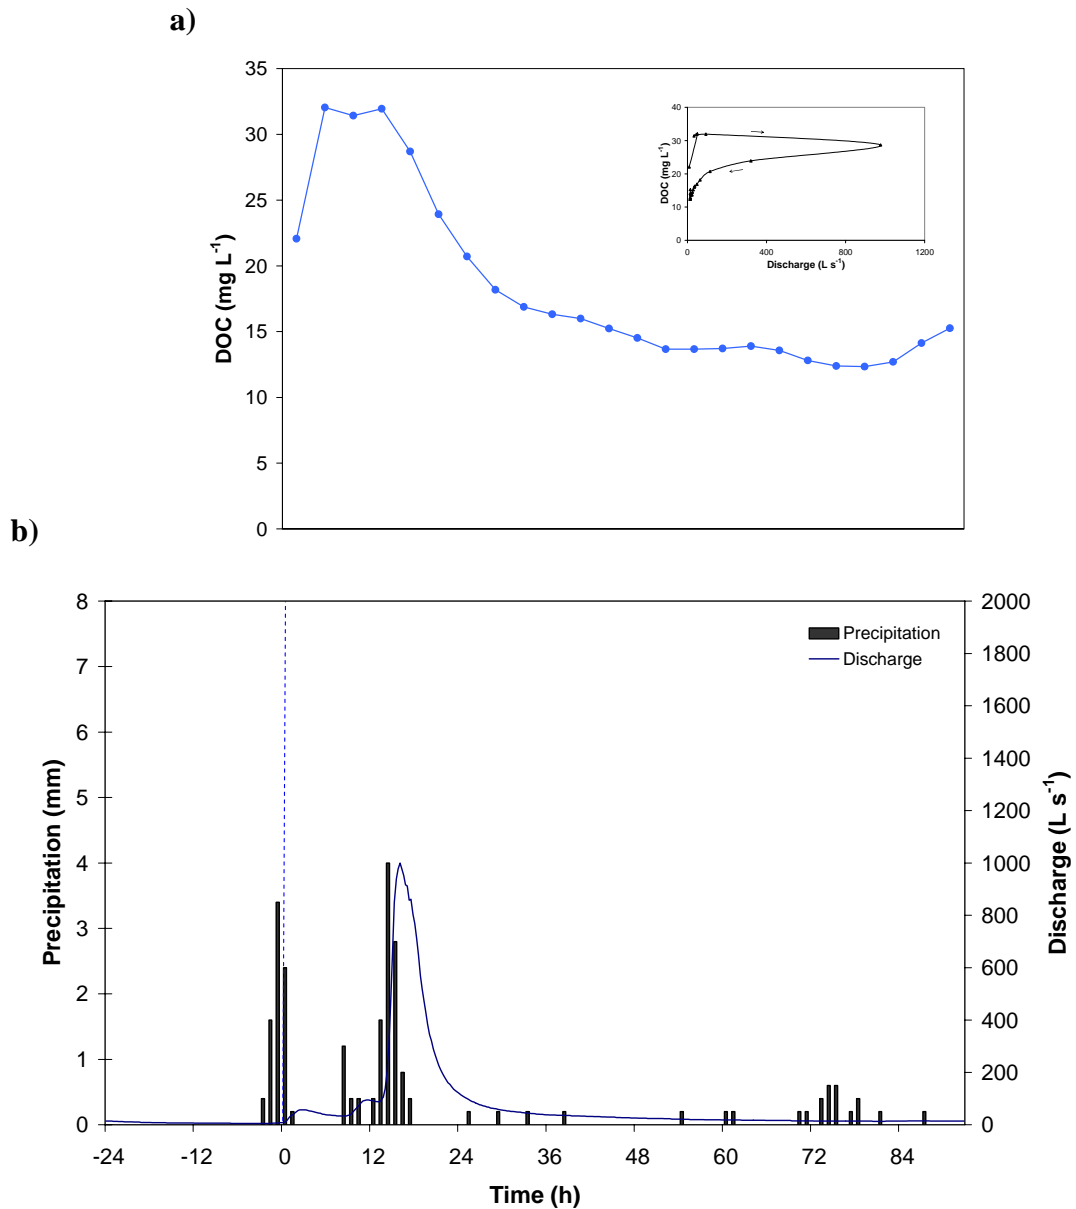 a)
35
30
25
20
15
10
5
0
DOC (mg L-1)
40
30
20
10
0
DOC (mg L-1)
0 400 800 1200
Discharge (L s-1)
b)
8
7
6
5
4
3
2
1
0
Precipitation (mm)
Precipitation
Discharge
2000
1800
1600
1400
1200
1000
800
600
400
200
0
Discharge (L s-1)
-24 -12 0 12 24 36 48 60 72 84
Time (h)